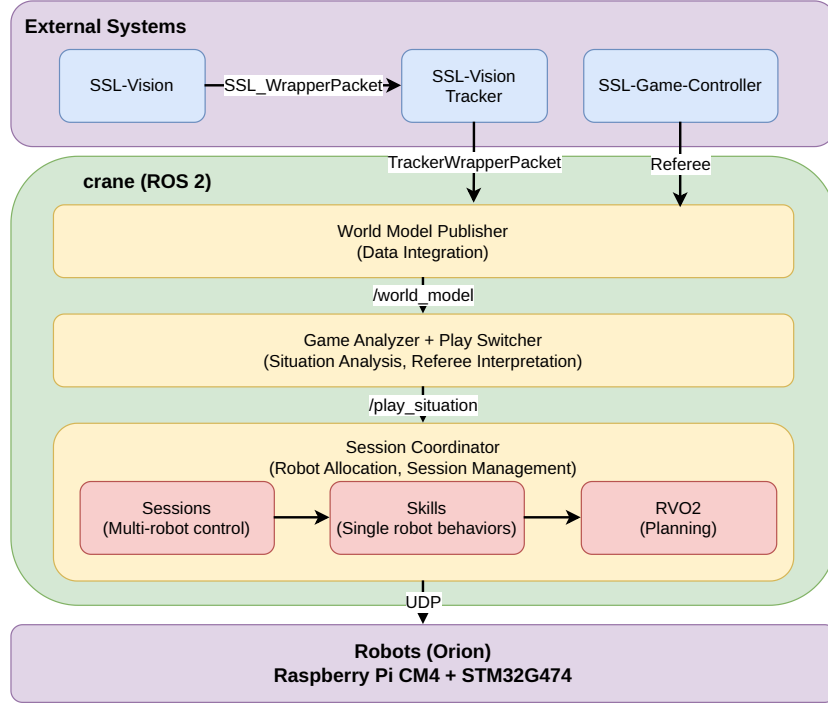 External Systems
SSL-Vision
SSL_WrapperPacket
SSL-Vision
Tracker
SSL-Game-Controller
TrackerWrapperPacket
Referee
crane (ROS 2)
World Model Publisher
(Data Integration)
/world_model
Game Analyzer + Play Switcher
(Situation Analysis, Referee Interpretation)
/play_situation
Session Coordinator
(Robot Allocation, Session Management)
Sessions
(Multi-robot control)
Skills
(Single robot behaviors)
RVO2
(Planning)
UDP
Robots (Orion)
Raspberry Pi CM4 + STM32G474